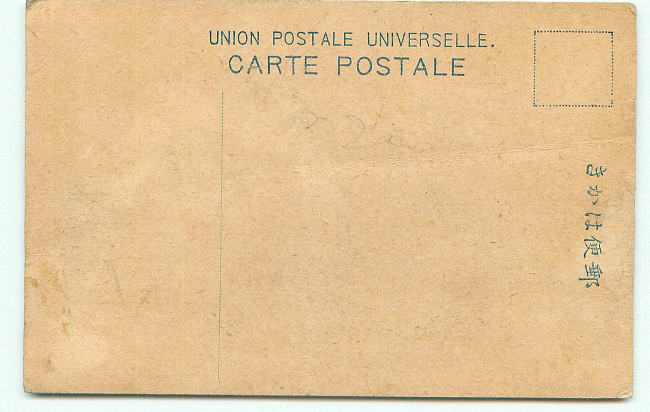 UNION POSTALE UNIVERSELLE.
CARTE POSTALE
郵便はかき